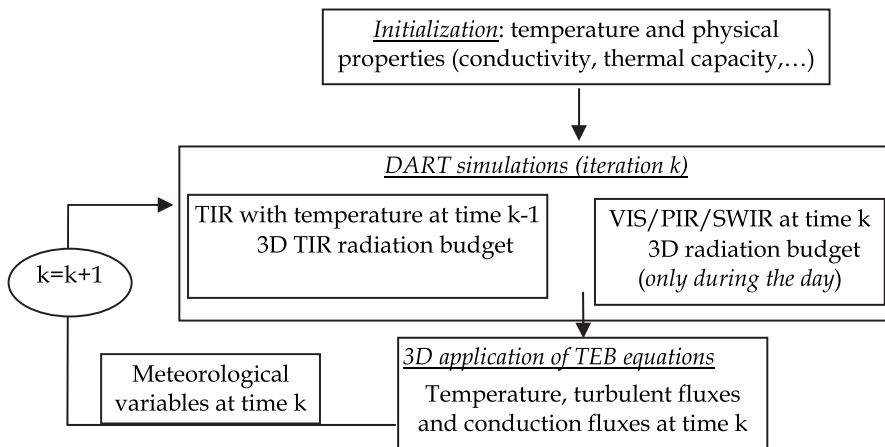 Initialization: temperature and physical
properties (conductivity, thermal capacity,…)
DART simulations (iteration k)
TIR with temperature at time k-1
3D TIR radiation budget
VIS/PIR/SWIR at time k
3D radiation budget
(only during the day)
k=k+1
3D application of TEB equations
Temperature, turbulent fluxes
and conduction fluxes at time k
Meteorological
variables at time k